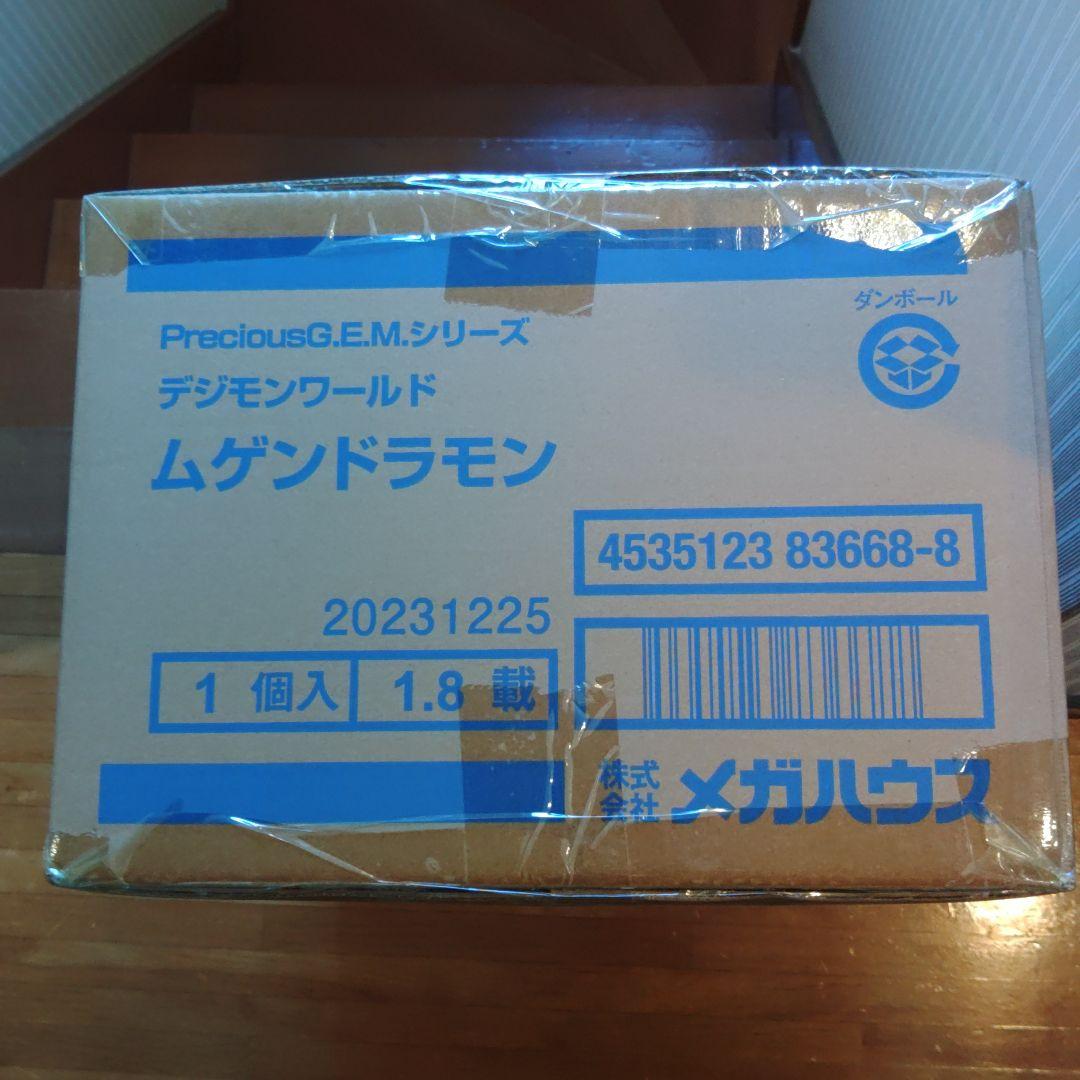 ダンボール
PreciousG.E.M.シリーズ
デジモンワールド
ムゲンドラモン
4535123 83668-8
20231225
1 個入
1.8 載
株式会社 メガハウス